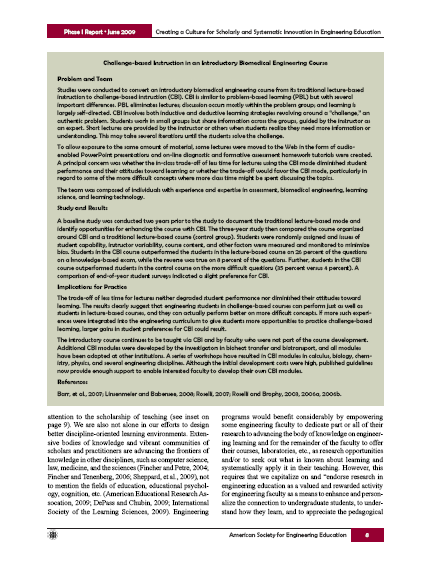 Phase I Report • June 2009
Creating a Culture for Scholarly and Systematic Innovation in Engineering Education
Challenge-based Instruction in an Introductory Biomedical Engineering Course
Problem and Team
Studies were conducted to convert an introductory biomedical engineering course from its traditional lecture-based
instruction to challenge-based instruction (CBI). CBI is similar to problem-based learning (PBL) but with several
important differences. PBL eliminates lectures; discussion occurs mostly within the problem group; and learning is
largely self-directed. CBI involves both inductive and deductive learning strategies revolving around a "challenge," an
authentic problem. Students work in small groups but share information across the group, guided by the instructor as
an expert. Short lectures are provided by the instructor or others when students realize they need more information or
understanding. This may take several iterations until the students solve the challenge.
To allow exposure to the same amount of material, some lectures were moved to the Web in the form of audio-
enabled PowerPoint presentations and on-line diagnostic and formative assessment homework tutorials were created.
A principal concern was whether the in-class trade-off of less time for lectures using the CBI mode diminished student
performance and their attitudes toward learning or whether the trade-off would favor the CBI mode, particularly in
regard to some of the more difficult concepts where more class time might be spent discussing the topics.
The team was composed of individuals with experience and expertise in assessment, biomedical engineering, learning
science, and learning technology.
Study and Results
A baseline study was conducted two years prior to the study to document the traditional lecture-based mode and
identify opportunities for enhancing the course with CBI. The three-year study then compared the course organized
around CBI and a traditional lecture-based course (control group). Students were randomly assigned and issues of
student capability, instructor variability, course content, and other factors were measured and monitored to minimize
bias. Students in the CBI course outperformed the students in the lecture-based course on 26 percent of the questions
on a knowledge-based exam, while the reverse was true on 8 percent of the questions. Further, students in the CBI
course outperformed students in the control course on the more difficult questions (35 percent versus 4 percent). A
comparison of end-of-year student surveys indicated a slight preference for CBI.
Implications for Practice
The trade-off of less time for lectures neither degraded student performance nor diminished their attitudes toward
learning. The results clearly suggest that engineering students in challenge-based courses can perform just as well as
students in lecture-based courses, and they can actually perform better on more difficult concepts. If more such experi-
ences were integrated into the engineering curriculum to give students more opportunities to practice challenge-based
learning, larger gains in student preferences for CBI could result.
The introductory course continues to be taught via CBI and by faculty who were not part of the course development.
Additional CBI modules were developed by the investigators in bioheat transfer and biotransport, and all modules
have been adapted at other institutions. A series of workshops have resulted in CBI modules in calculus, biology, chem-
istry, physics, and several engineering disciplines. Although the initial development costs were high, published guidelines
now provide enough support to enable interested faculty to develop their own CBI modules.
References
Barr, et al., 2007; Linsenmeier and Babensee, 2008; Roselli, 2007; Roselli and Brophy, 2003, 2006a, 2006b.
attention to the scholarship of teaching (see inset on
page 9). We are also not alone in our efforts to design
better discipline-oriented learning environments. Exten-
sive bodies of knowledge and vibrant communities of
scholars and practitioners are advancing the frontiers of
knowledge in other disciplines, such as computer science,
law, medicine, and the sciences (Fincher and Petre, 2004;
Fincher and Tenenberg, 2006; Sheppard, et al., 2009), not
to mention the fields of education, educational psychol-
ogy, cognition, etc. (American Educational Research As-
socation, 2009; DePass and Chubin, 2009; International
Society of the Learning Sciences, 2009). Engineering
programs would benefit considerably by empowering
some engineering faculty to dedicate part or all of their
research to advancing the body of knowledge on engineer-
ing learning and for the remainder of the faculty to offer
their courses, laboratories, etc., as research opportunities
and/or to seek out what is known about learning and
systematically apply it in their teaching. However, this
requires that we capitalize on and "endorse research in
engineering education as a valued and rewarded activity
for engineering faculty as a means to enhance and person-
alize the connection to undergraduate students, to under-
stand how they learn, and to appreciate the pedagogical
American Society for Engineering Education
8